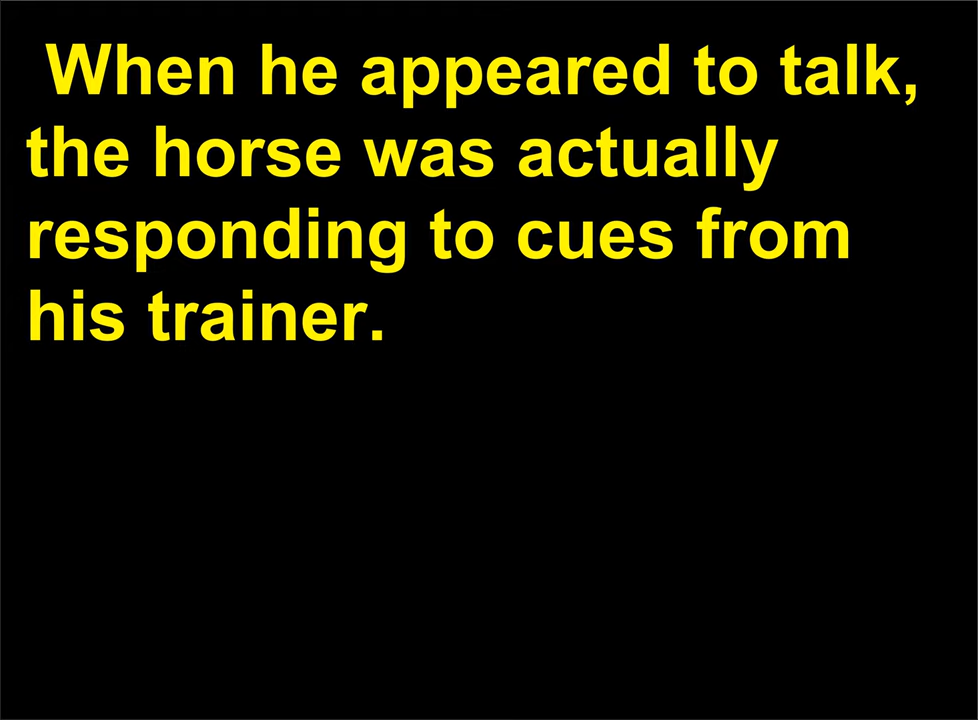 When he appeared to talk,
the horse was actually
responding to cues from
his trainer.